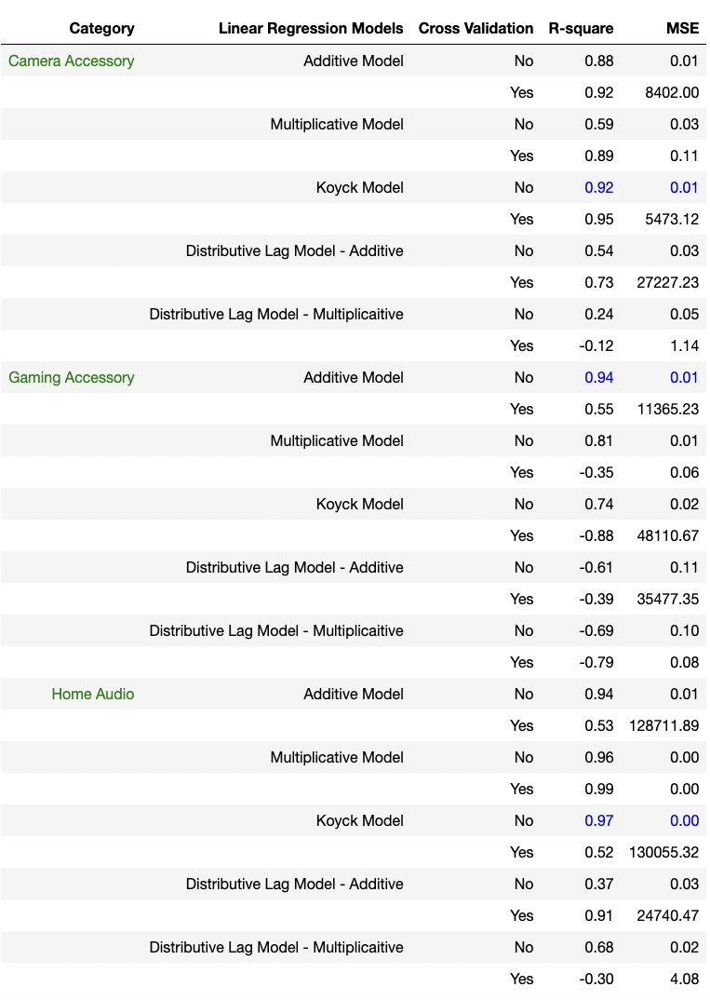 Category Linear Regression Models Cross Validation R-square MSE
Camera Accessory Additive Model No 0.88 0.01
Yes 0.92 8402.00
Multiplicative Model No 0.59 0.03
Yes 0.89 0.11
Koyck Model No 0.92 0.01
Yes 0.95 5473.12
Distributive Lag Model - Additive No 0.54 0.03
Yes 0.73 27227.23
Distributive Lag Model - Multiplicaitive No 0.24 0.05
Yes -0.12 1.14
Gaming Accessory Additive Model No 0.94 0.01
Yes 0.55 11365.23
Multiplicative Model No 0.81 0.01
Yes -0.35 0.06
Koyck Model No 0.74 0.02
Yes -0.88 48110.67
Distributive Lag Model - Additive No -0.61 0.11
Yes -0.39 35477.35
Distributive Lag Model - Multiplicaitive No -0.69 0.10
Yes -0.79 0.08
Home Audio Additive Model No 0.94 0.01
Yes 0.53 128711.89
Multiplicative Model No 0.96 0.00
Yes 0.99 0.00
Koyck Model No 0.97 0.00
Yes 0.52 130055.32
Distributive Lag Model - Additive No 0.37 0.03
Yes 0.91 24740.47
Distributive Lag Model - Multiplicaitive No 0.68 0.02
Yes -0.30 4.08